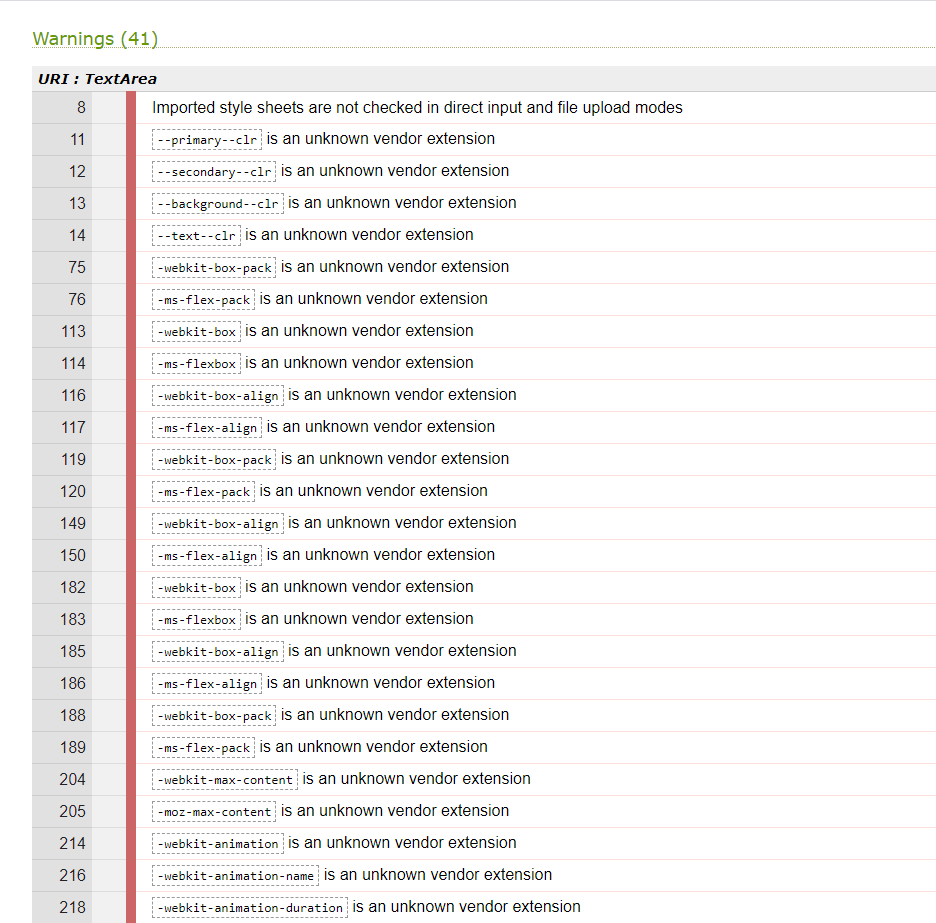 Warnings (41)
URI : TextArea
8 Imported style sheets are not checked in direct input and file upload modes
11 --primary--clr is an unknown vendor extension
12 --secondary--clr is an unknown vendor extension
13 --background--clr is an unknown vendor extension
14 --text--clr is an unknown vendor extension
75 -webkit-box-pack is an unknown vendor extension
76 -ms-flex-pack is an unknown vendor extension
113 -webkit-box is an unknown vendor extension
114 -ms-flexbox is an unknown vendor extension
116 -webkit-box-align is an unknown vendor extension
117 -ms-flex-align is an unknown vendor extension
119 -webkit-box-pack is an unknown vendor extension
120 -ms-flex-pack is an unknown vendor extension
149 -webkit-box-align is an unknown vendor extension
150 -ms-flex-align is an unknown vendor extension
182 -webkit-box is an unknown vendor extension
183 -ms-flexbox is an unknown vendor extension
185 -webkit-box-align is an unknown vendor extension
186 -ms-flex-align is an unknown vendor extension
188 -webkit-box-pack is an unknown vendor extension
189 -ms-flex-pack is an unknown vendor extension
204 -webkit-max-content is an unknown vendor extension
205 -moz-max-content is an unknown vendor extension
214 -webkit-animation is an unknown vendor extension
216 -webkit-animation-name is an unknown vendor extension
218 -webkit-animation-duration is an unknown vendor extension